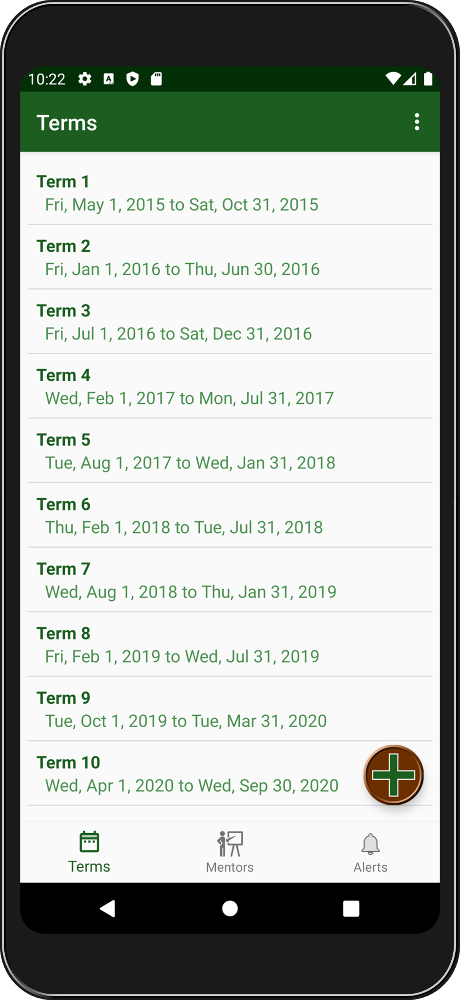 10:22
Terms
Term 1
Fri, May 1, 2015 to Sat, Oct 31, 2015
Term 2
Fri, Jan 1, 2016 to Thu, Jun 30, 2016
Term 3
Fri, Jul 1, 2016 to Sat, Dec 31, 2016
Term 4
Wed, Feb 1, 2017 to Mon, Jul 31, 2017
Term 5
Tue, Aug 1, 2017 to Wed, Jan 31, 2018
Term 6
Thu, Feb 1, 2018 to Tue, Jul 31, 2018
Term 7
Wed, Aug 1, 2018 to Thu, Jan 31, 2019
Term 8
Fri, Feb 1, 2019 to Wed, Jul 31, 2019
Term 9
Tue, Oct 1, 2019 to Tue, Mar 31, 2020
Term 10
Wed, Apr 1, 2020 to Wed, Sep 30, 2020
Terms Mentors Alerts